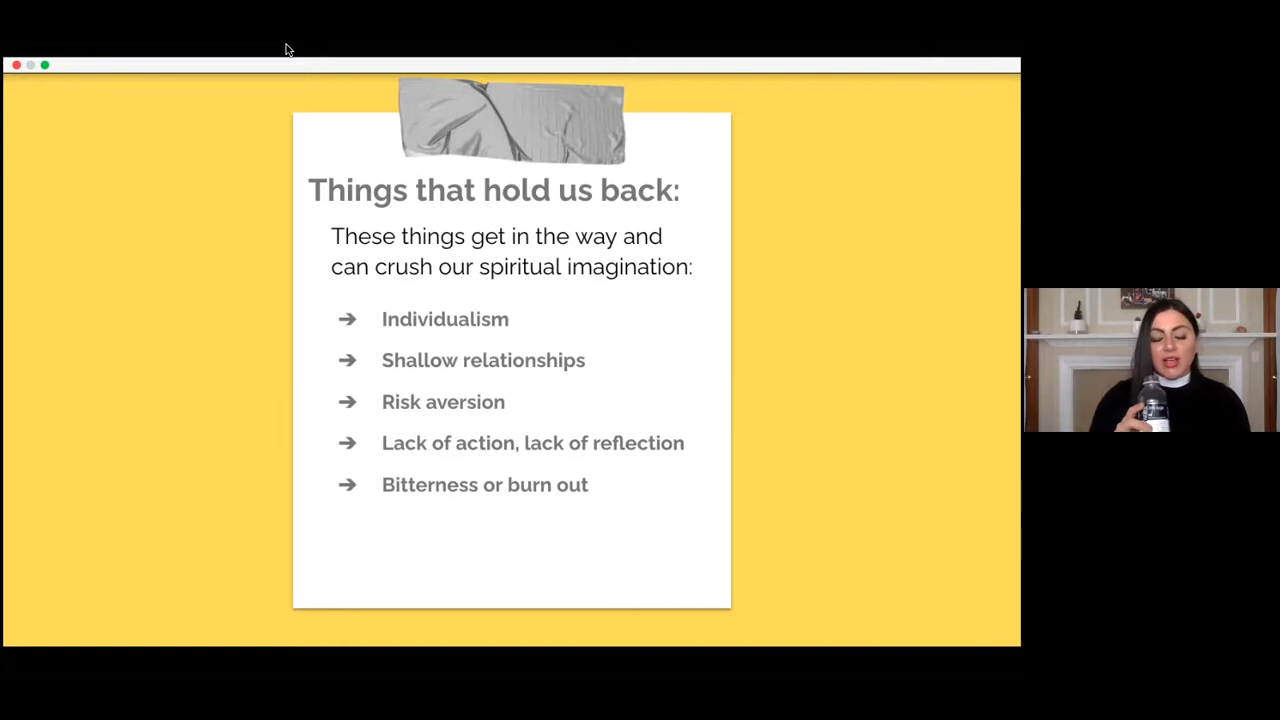 Things that hold us back:
These things get in the way and
can crush our spiritual imagination:
➔ Individualism
➔ Shallow relationships
➔ Risk aversion
➔ Lack of action, lack of reflection
➔ Bitterness or burn out